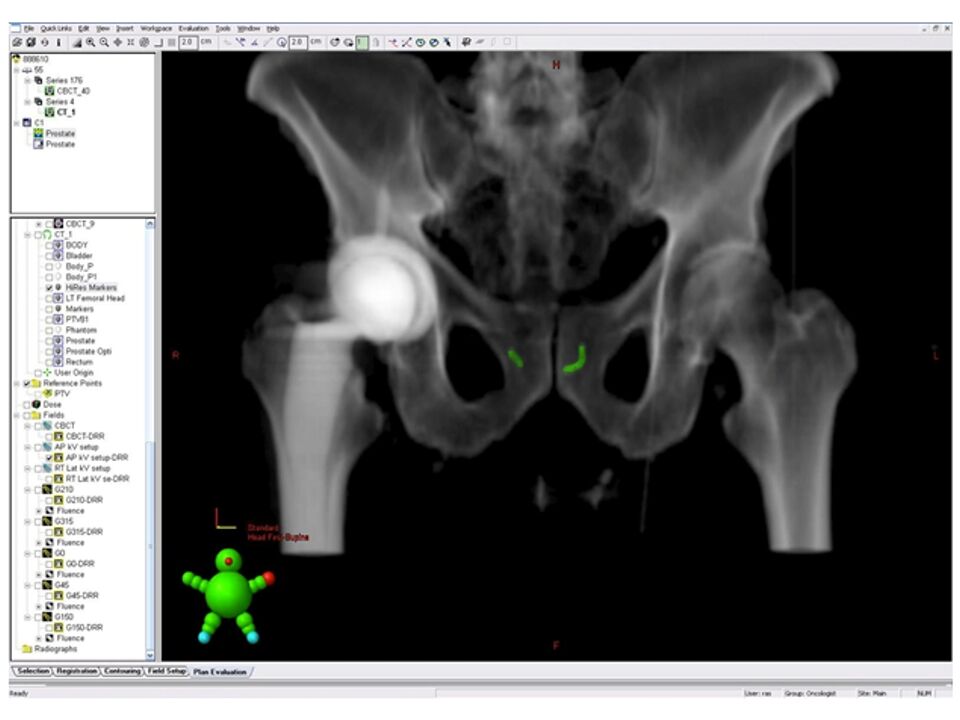 File Quick Links Edit View Insert Workspace Evaluation Tools Window Help
2.0 cm 2.0 cm
888610
55
Series 176
CBCT_40
Series 4
CT_1
C1
Prostate
Prostate
CBCT_9
CT_1
BODY
Bladder
Body_P
Body_P1
HiRes Markers
LT Femoral Head
Markers
PTV81
Phantom
Prostate
Prostate Opti
Rectum
User Origin
Reference Points
PTV
Dose
Fields
CBCT
CBCT-DRR
AP kV setup
AP kV setup-DRR
RT Lat kV setup
RT Lat kV se-DRR
G210
G210-DRR
Fluence
G315
G315-DRR
Fluence
G0
G0-DRR
Fluence
G45
G45-DRR
Fluence
G150
G150-DRR
Fluence
Radiographs
H
R
L
Standard
Head First-Supine
F
Selection Registration Contouring Field Setup Plan Evaluation
Ready
User: ras Group: Oncologist Site: Main NUM